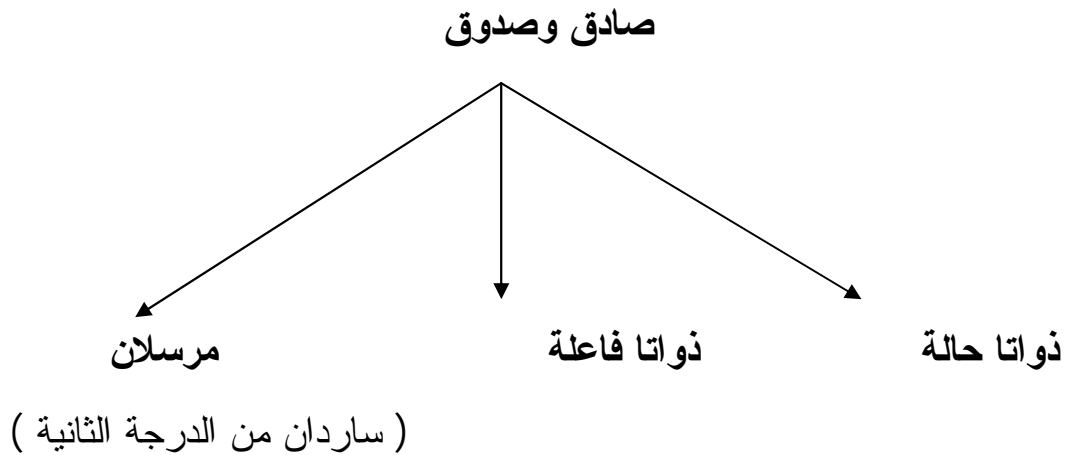 صادق وصدوق
ذواتا حالة
ذواتا فاعلة
مرسلان
( ساردان من الدرجة الثانية )